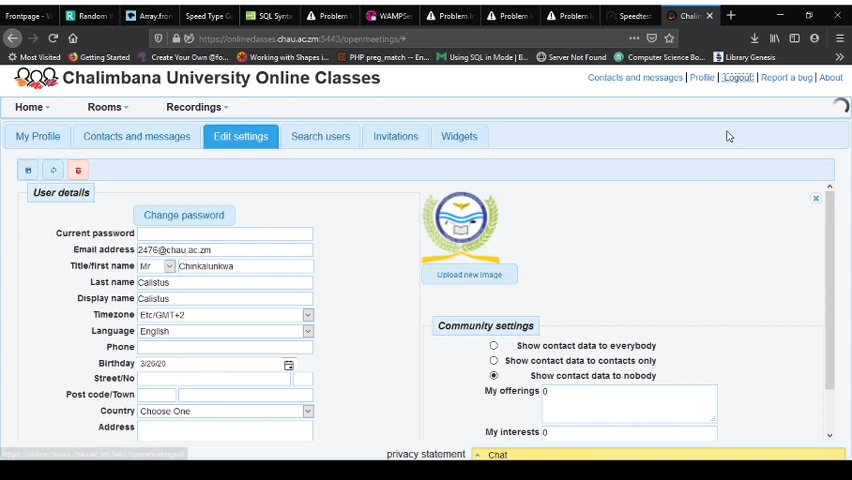 Frontpage - V
Random W
Array.from
Speed Type G
SQL Syntax
Problem l
WAMPSer
Problem in
Problem l
Problem l
Speedtest
Chalim
https://onlineclasses.chau.ac.zm:5443/openmeetings/#
Most Visited
Getting Started
Create Your Own @fo...
Working with Shapes i...
PHP preg_match -- En...
Using SQL in Mode | B...
Server Not Found
Computer Science Boo...
Library Genesis
Chalimbana University Online Classes
Contacts and messages | Profile | Logout | Report a bug | About
Home
Rooms
Recordings
My Profile
Contacts and messages
Edit settings
Search users
Invitations
Widgets
User details
Change password
Current password
Email address 2476@chau.ac.zm
Title/first name Mr Chinkalunkwa
Last name Calistus
Display name Calistus
Timezone Etc/GMT+2
Language English
Phone
Birthday 3/26/20
Street/No
Post code/Town
Country Choose One
Address
Upload new image
Community settings
Show contact data to everybody
Show contact data to contacts only
Show contact data to nobody
My offerings 0
My interests 0
privacy statement
Chat